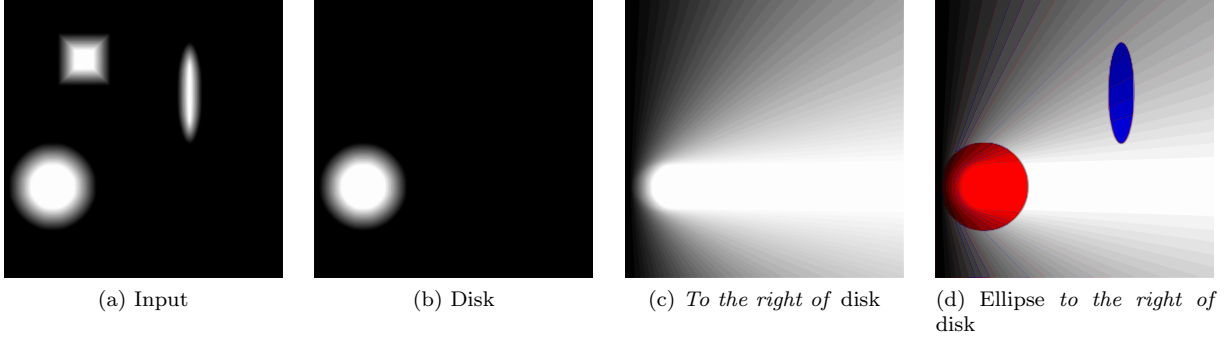 (a) Input
(b) Disk
(c) To the right of disk
(d) Ellipse to the right of
disk